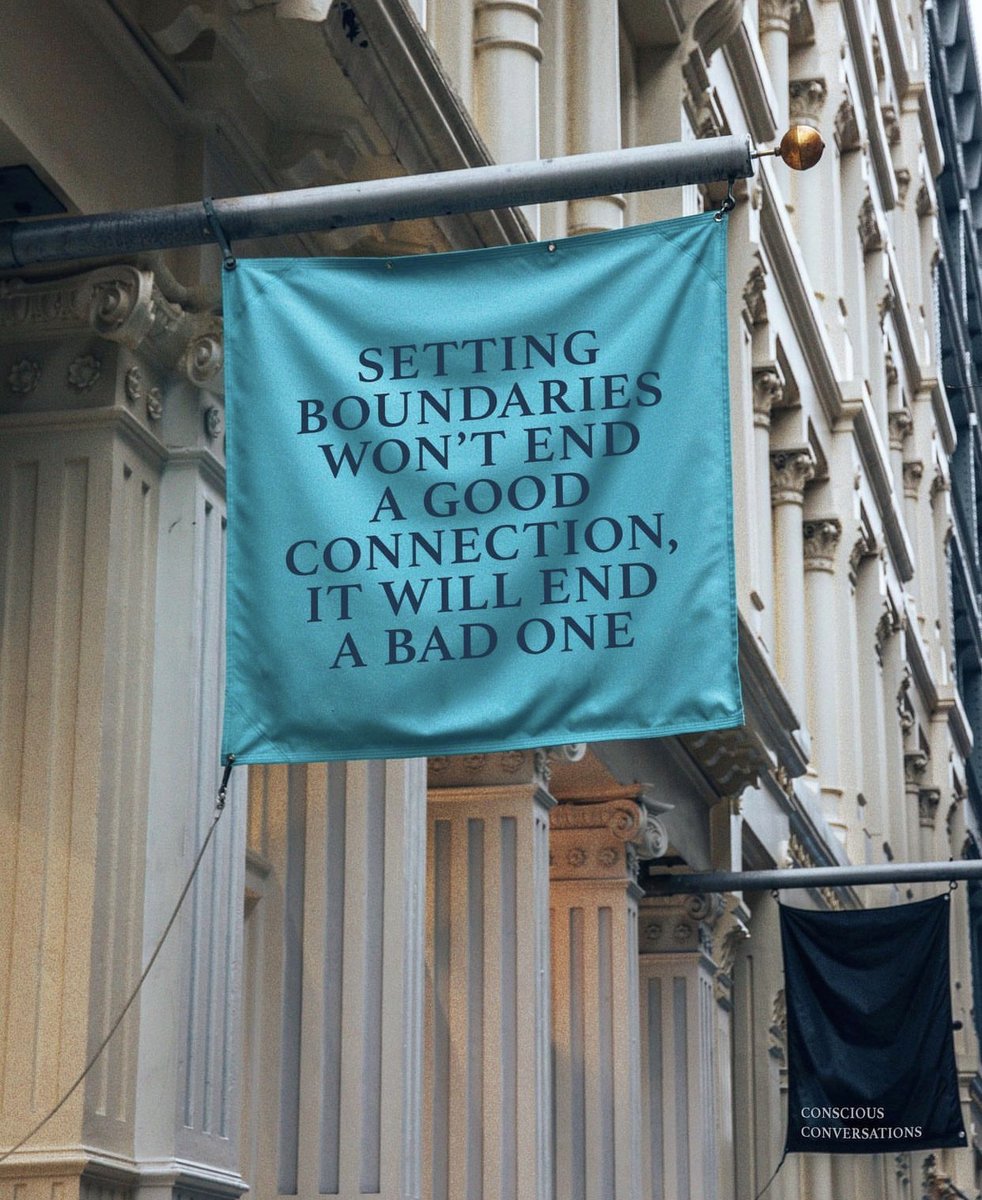 SETTING
BOUNDARIES
WON'T END
A GOOD
CONNECTION,
IT WILL END
A BAD ONE
CONSCIOUS
CONVERSATIONS